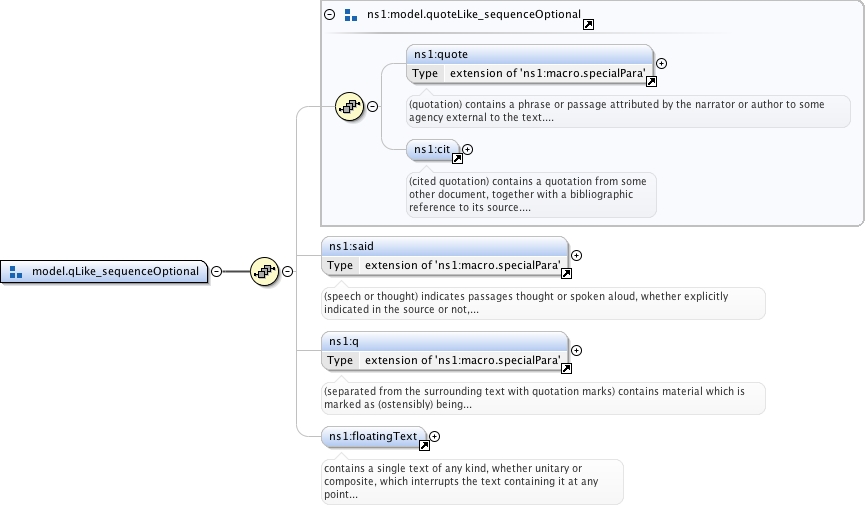 ns1:model.quoteLike_sequenceOptional
ns1:quote
Type extension of 'ns1:macro.specialPara'
(quotation) contains a phrase or passage attributed by the narrator or author to some
agency external to the text....
ns1:cit
(cited quotation) contains a quotation from some
other document, together with a bibliographic
reference to its source....
model.qLike_sequenceOptional
ns1:said
Type extension of 'ns1:macro.specialPara'
(speech or thought) indicates passages thought or spoken aloud, whether explicitly
indicated in the source or not,...
ns1:q
Type extension of 'ns1:macro.specialPara'
(separated from the surrounding text with quotation marks) contains material which is
marked as (ostensibly) being...
ns1:floatingText
contains a single text of any kind, whether unitary or
composite, which interrupts the text containing it at any
point...